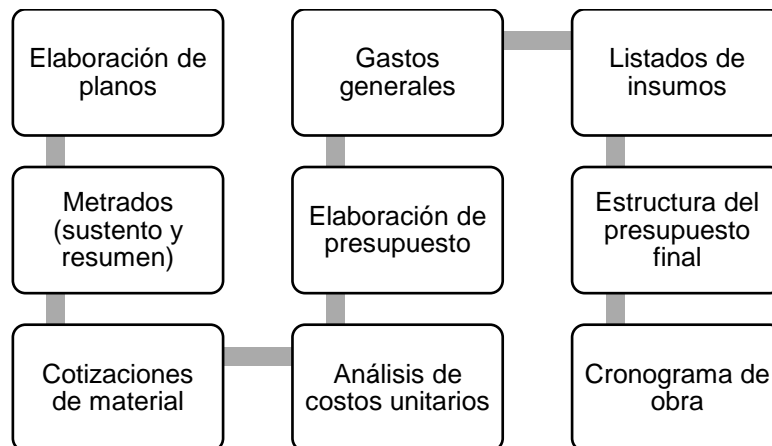 Elaboración de
planos
Metrados
(sustento y
resumen)
Cotizaciones
de material
Análisis de
costos unitarios
Elaboración de
presupuesto
Gastos
generales
Listados de
insumos
Estructura del
presupuesto
final
Cronograma de
obra